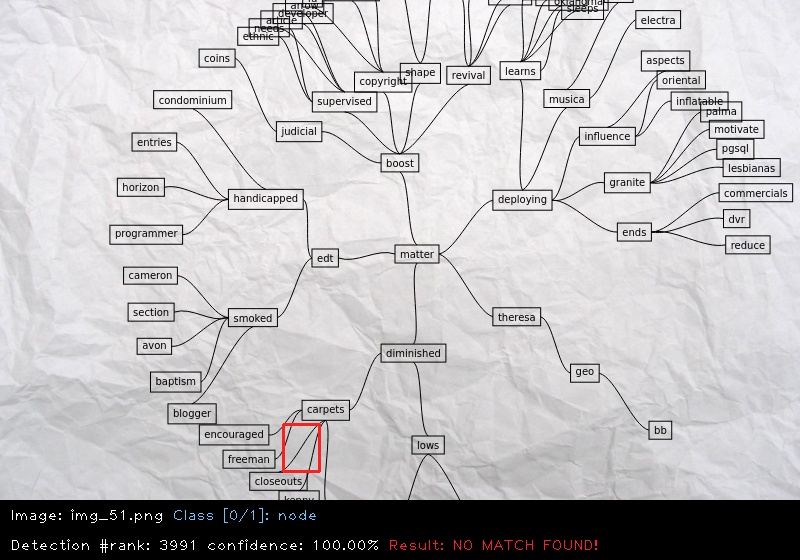 electra
arrow
developer
article
needs
ethnic
oklahoma
sleeps
coins
copyright
shape
revival
learns
aspects
oriental
condominium
supervised
musica
inflatable
palma
judicial
influence
motivate
entries
pgsql
boost
lesbianas
horizon
handicapped
deploying
granite
commercials
dvr
programmer
ends
reduce
edt
matter
cameron
section
smoked
theresa
avon
diminished
baptism
geo
blogger
carpets
encouraged
bb
freeman
lows
closeouts
kenny
Image: img_51.png Class [0/1]: node
Detection #rank: 3991 confidence: 100.00% Result: NO MATCH FOUND!